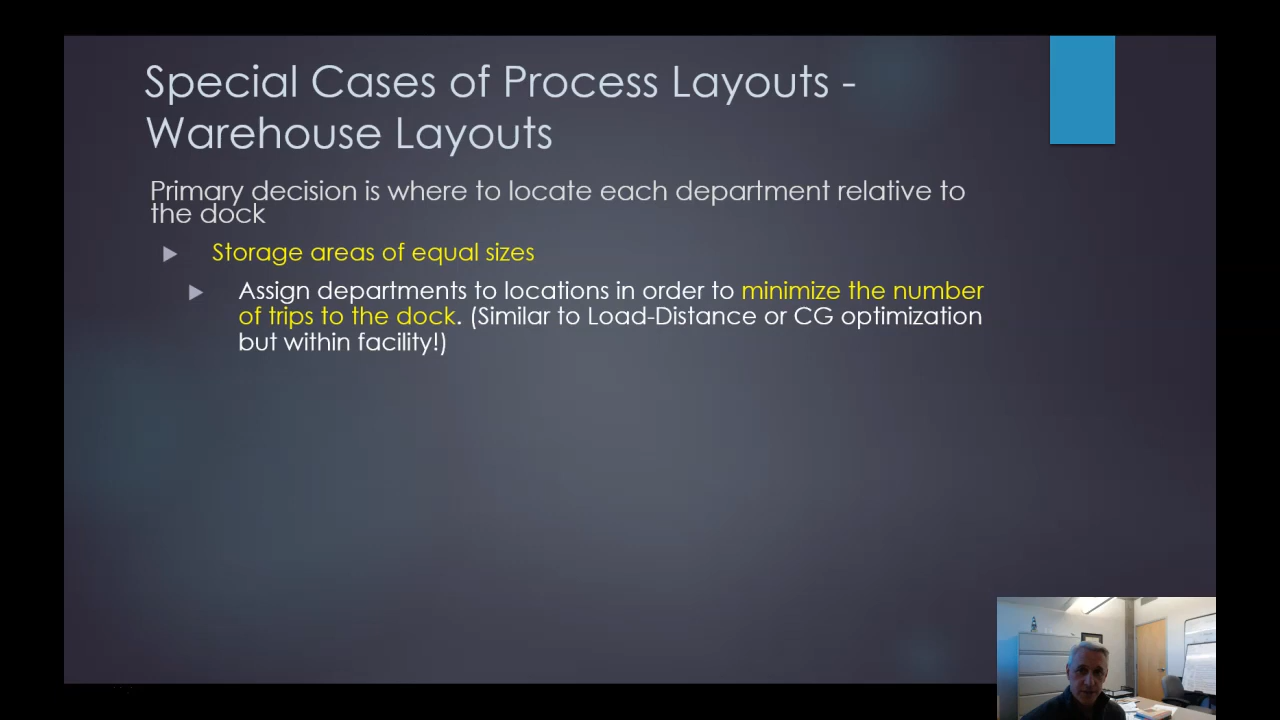 Special Cases of Process Layouts -
Warehouse Layouts
Primary decision is where to locate each department relative to
the dock
Storage areas of equal sizes
Assign departments to locations in order to minimize the number
of trips to the dock. (Similar to Load-Distance or CG optimization
but within facility!)